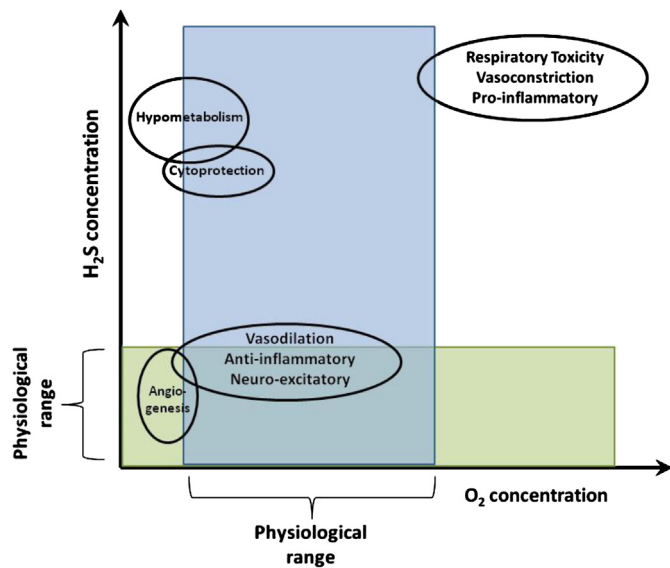 Respiratory Toxicity
Vasoconstriction
Pro-inflammatory
Hypometabolism
Cytoprotection
H₂S concentration
Vasodilation
Anti-inflammatory
Neuro-excitatory
Angio-
genesis
Physiological
range
O₂ concentration
Physiological
range